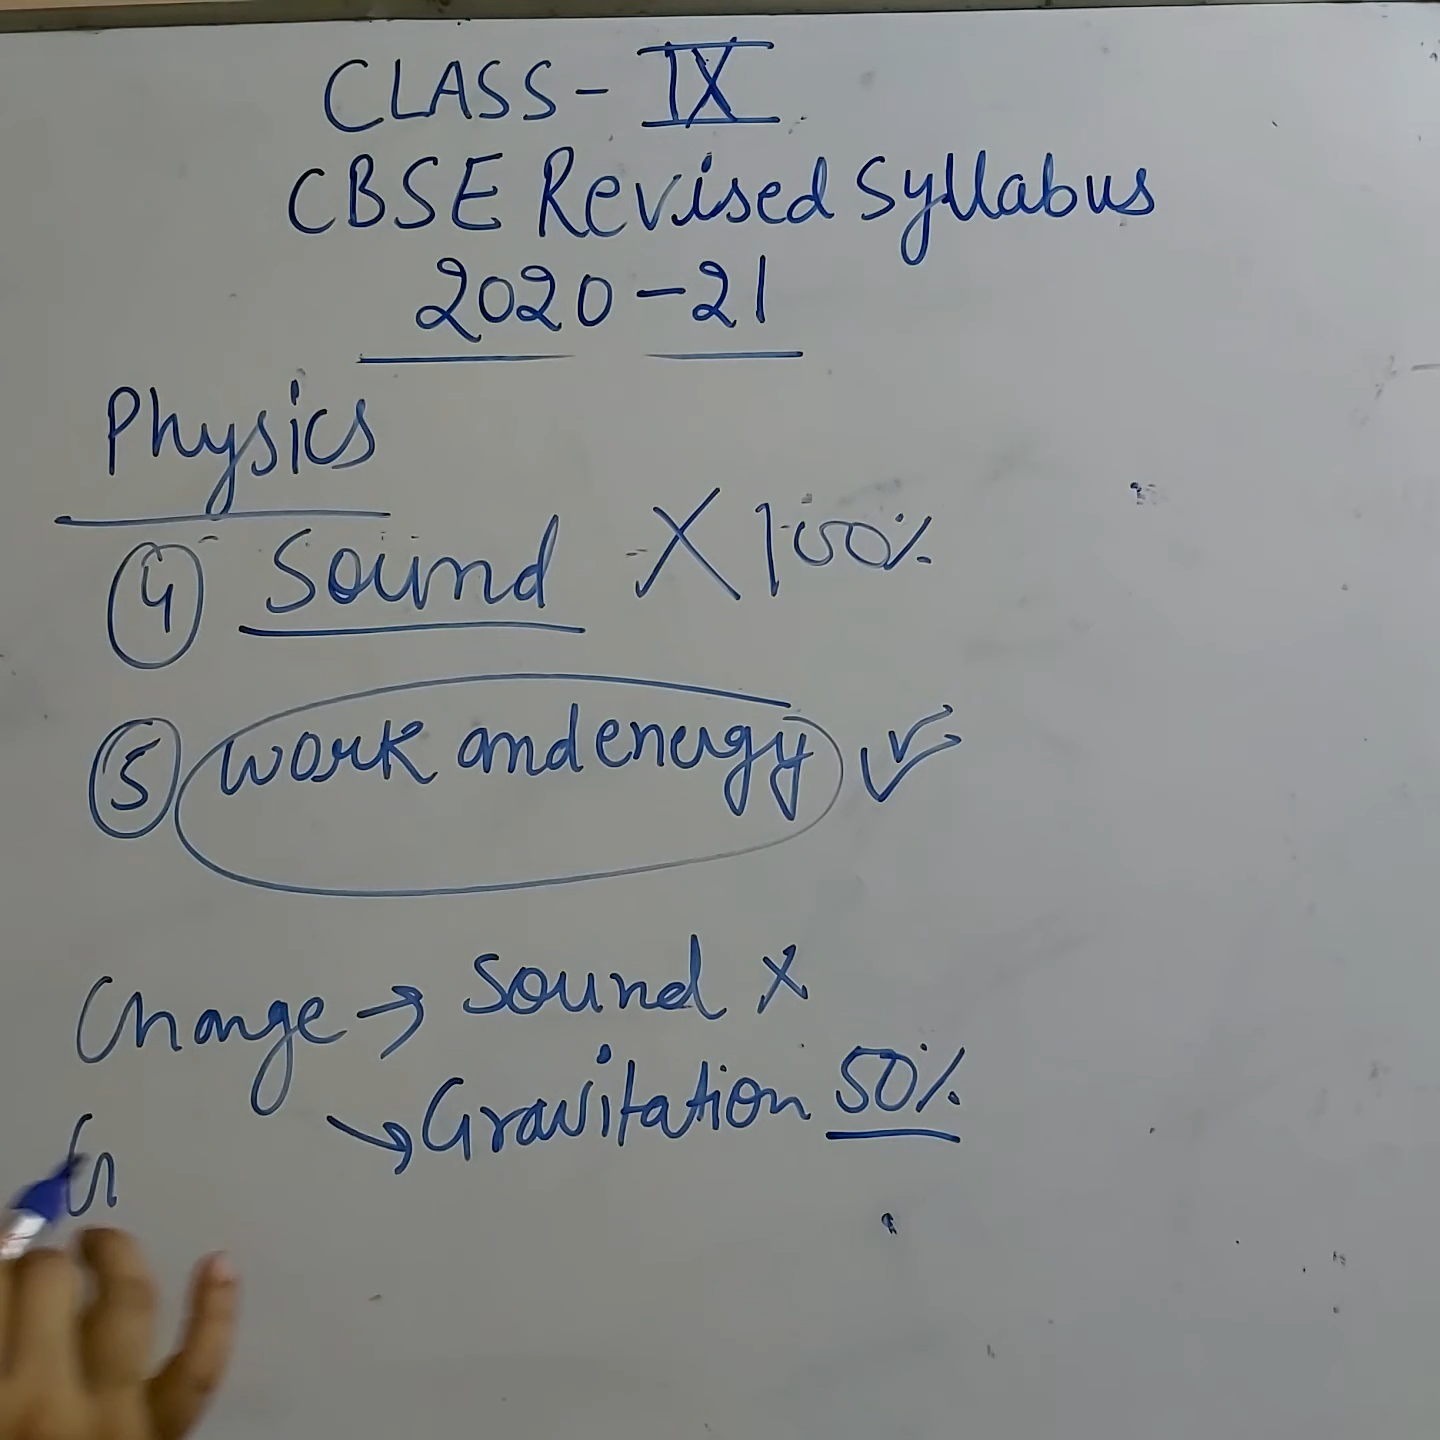 CLASS - IX
CBSE Revised Syllabus
2020 - 21
Physics
4 Sound X 100%
5 work and energy ✓
Change → Sound X
→ Gravitation 50%